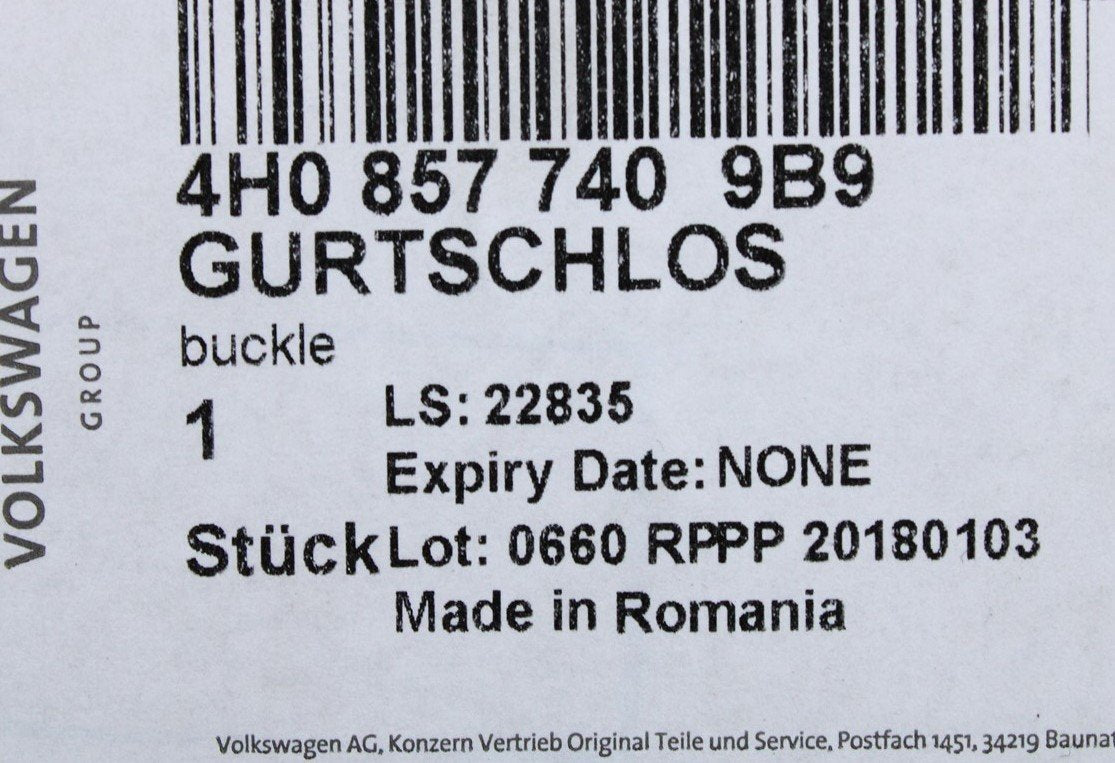 4H0 857 740 9B9
GURTSCHLOS
buckle
1
LS: 22835
Expiry Date: NONE
Stück Lot: 0660 RPPP 20180103
Made in Romania
VOLKSWAGEN
GROUP
Volkswagen AG, Konzern Vertrieb Original Teile und Service, Postfach 1451, 34219